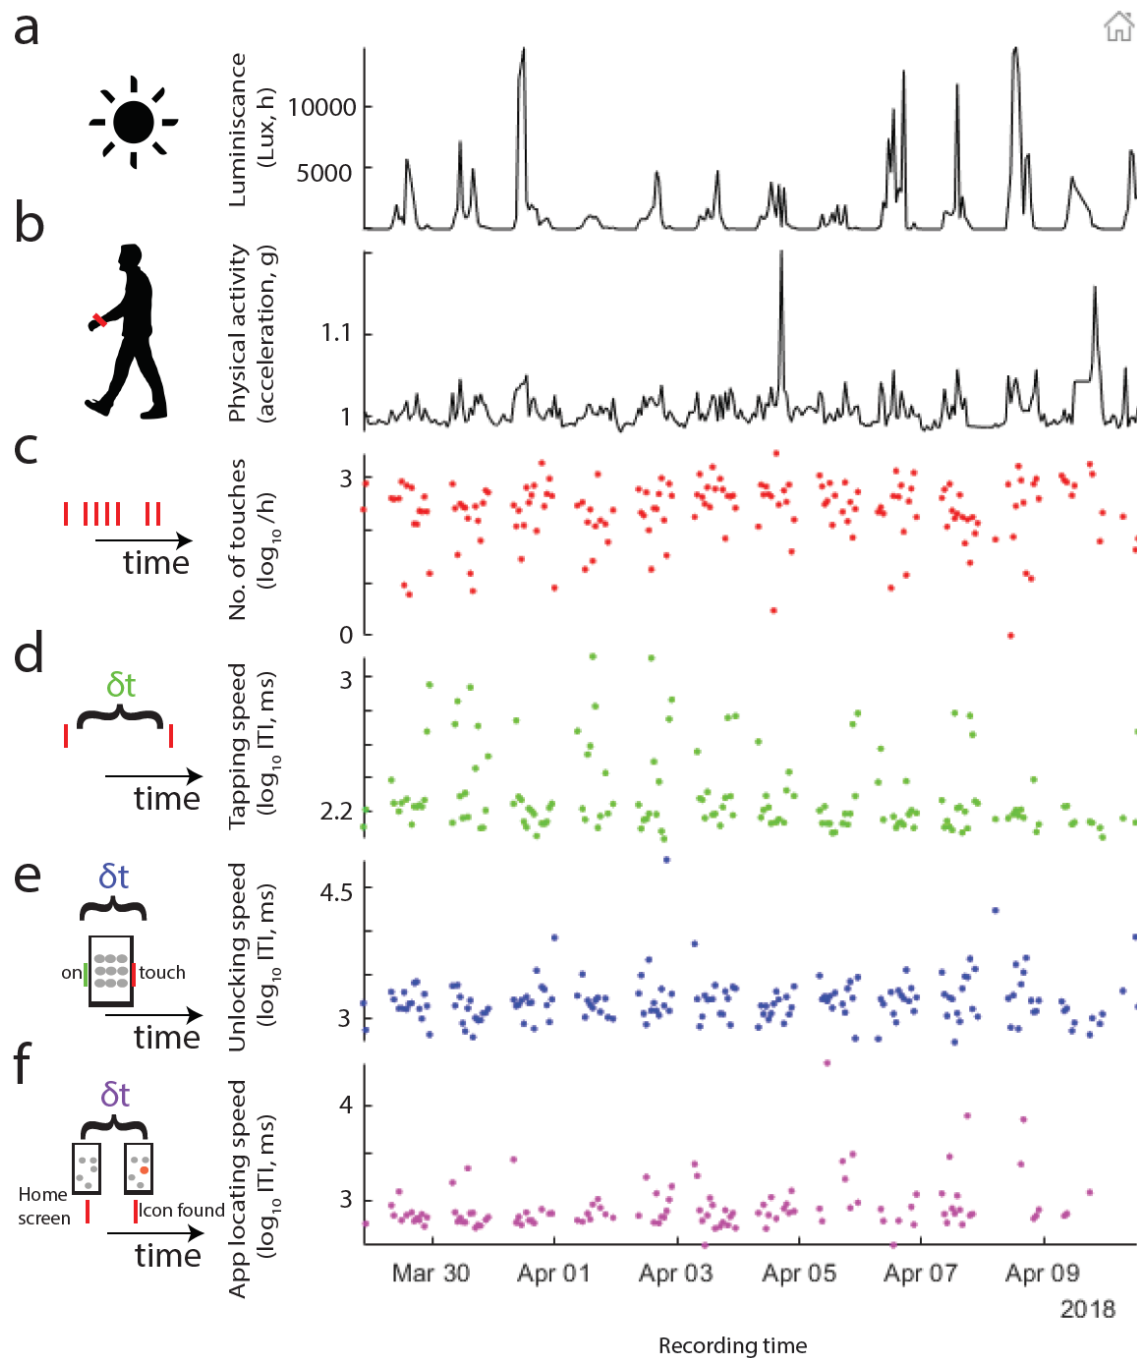 a
Luminiscance
(Lux, h)
10000
5000
b
Physical activity
(acceleration, g)
1.1
1
c
time
No. of touches
(log10 /h)
3
0
d
δt
time
Tapping speed
(log10 ITI, ms)
3
2.2
e
δt
on
touch
time
Unlocking speed
(log10 ITI, ms)
4.5
3
f
δt
Home
screen
Icon found
time
App locating speed
(log10 ITI, ms)
4
3
Mar 30 Apr 01 Apr 03 Apr 05 Apr 07 Apr 09
2018
Recording time